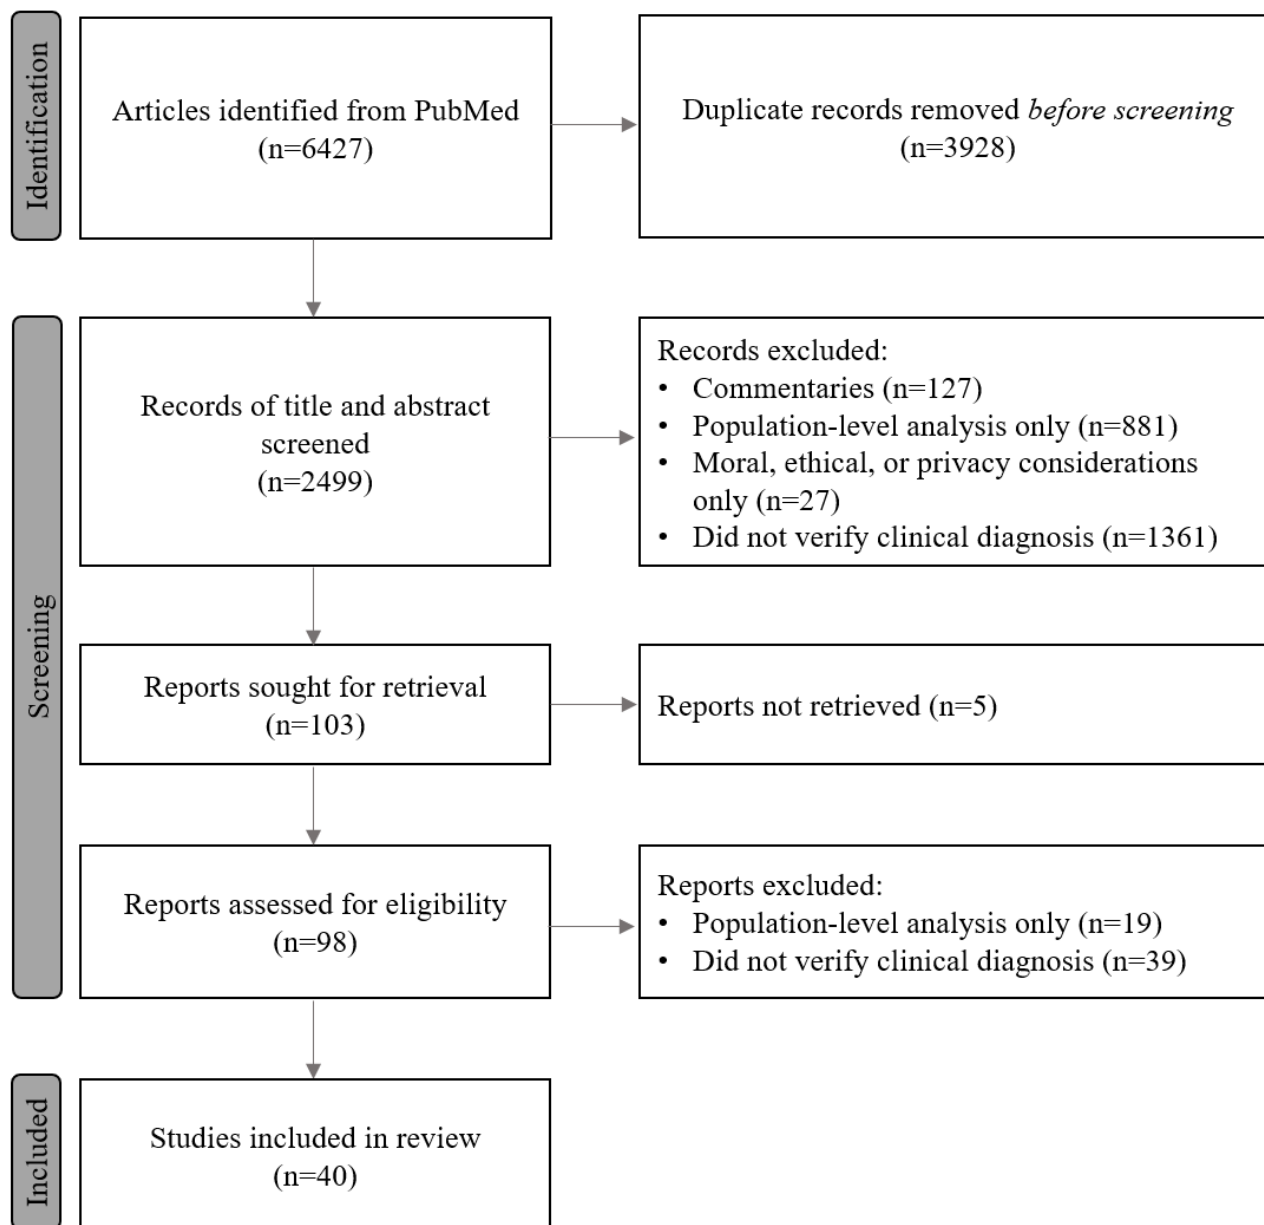 Identification
Articles identified from PubMed
(n=6427)
Duplicate records removed before screening
(n=3928)
Screening
Records of title and abstract
screened
(n=2499)
Records excluded:
• Commentaries (n=127)
• Population-level analysis only (n=881)
• Moral, ethical, or privacy considerations
only (n=27)
• Did not verify clinical diagnosis (n=1361)
Reports sought for retrieval
(n=103)
Reports not retrieved (n=5)
Reports assessed for eligibility
(n=98)
Reports excluded:
• Population-level analysis only (n=19)
• Did not verify clinical diagnosis (n=39)
Included
Studies included in review
(n=40)